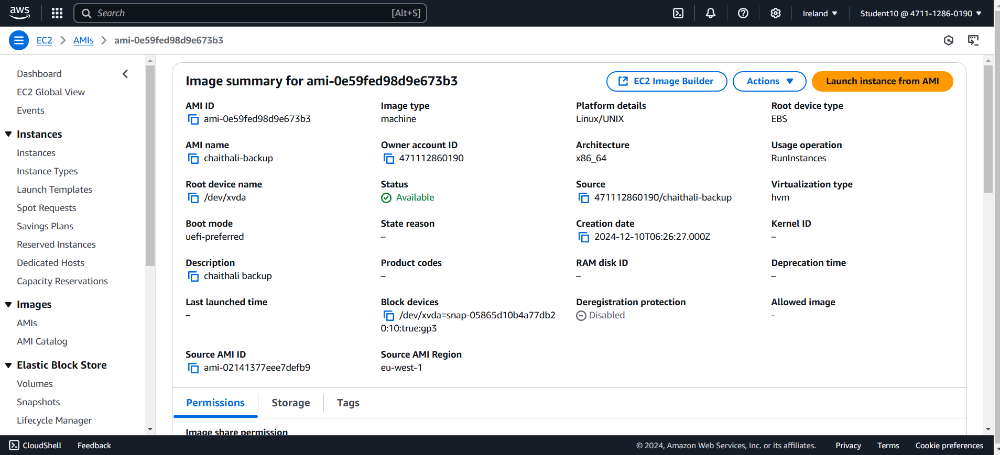 aws
Search [Alt+S]
Ireland
Student10 @ 4711-1286-0190
EC2
AMIs
ami-0e59fed98d9e673b3
Dashboard
EC2 Global View
Events
Instances
Instances
Instance Types
Launch Templates
Spot Requests
Savings Plans
Reserved Instances
Dedicated Hosts
Capacity Reservations
Images
AMIs
AMI Catalog
Elastic Block Store
Volumes
Snapshots
Lifecycle Manager
Image summary for ami-0e59fed98d9e673b3
EC2 Image Builder
Actions
Launch instance from AMI
AMI ID
ami-0e59fed98d9e673b3
Image type
machine
Platform details
Linux/UNIX
Root device type
EBS
AMI name
chaithali-backup
Owner account ID
471112860190
Architecture
x86_64
Usage operation
RunInstances
Root device name
/dev/xvda
Status
Available
Source
471112860190/chaithali-backup
Virtualization type
hvm
Boot mode
uefi-preferred
State reason
–
Creation date
2024-12-10T06:26:27.000Z
Kernel ID
–
Description
chaithali backup
Product codes
–
RAM disk ID
–
Deprecation time
–
Last launched time
–
Block devices
/dev/xvda=snap-05865d10b4a77db2
0:10:true:gp3
Deregistration protection
Disabled
Allowed image
-
Source AMI ID
ami-02141377eee7defb9
Source AMI Region
eu-west-1
Permissions
Storage
Tags
Image share permission
CloudShell
Feedback
© 2024, Amazon Web Services, Inc. or its affiliates.
Privacy
Terms
Cookie preferences